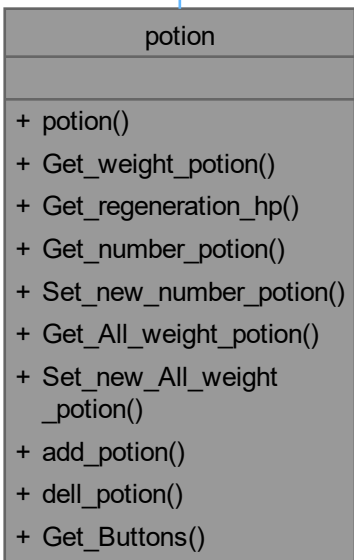 potion
+ potion()
+ Get_weight_potion()
+ Get_regeneration_hp()
+ Get_number_potion()
+ Set_new_number_potion()
+ Get_All_weight_potion()
+ Set_new_All_weight
_potion()
+ add_potion()
+ dell_potion()
+ Get_Buttons()